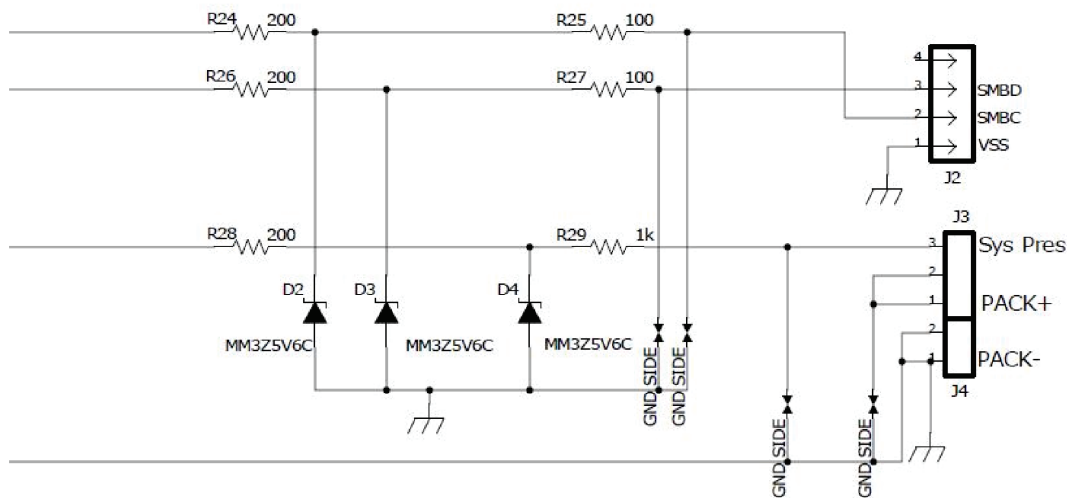 R24 200 R25 100
4
R26 200 R27 100 3 SMBD
2 SMBC
1 VSS
J2
J3
R28 200 R29 1k 3 Sys Pres
2
D2 D3 D4 1 PACK+
MM3Z5V6C MM3Z5V6C MM3Z5V6C 2
1 PACK-
J4
GND SIDE
GND SIDE
GND SIDE
GND SIDE